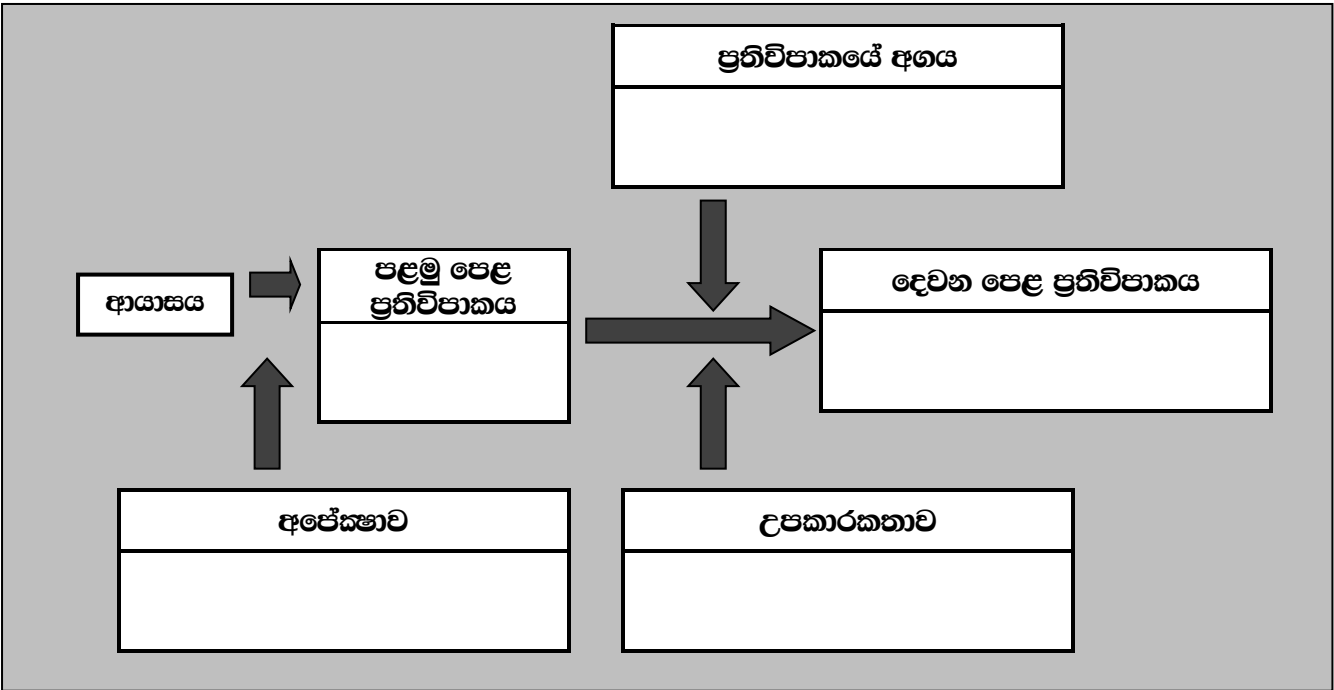 ප්‍රතිවිපාකයේ අගය
ආයාසය
පළමු පෙළ
ප්‍රතිවිපාකය
දෙවන පෙළ ප්‍රතිවිපාකය
අපේක්‍ෂාව
උපකාරකතාව